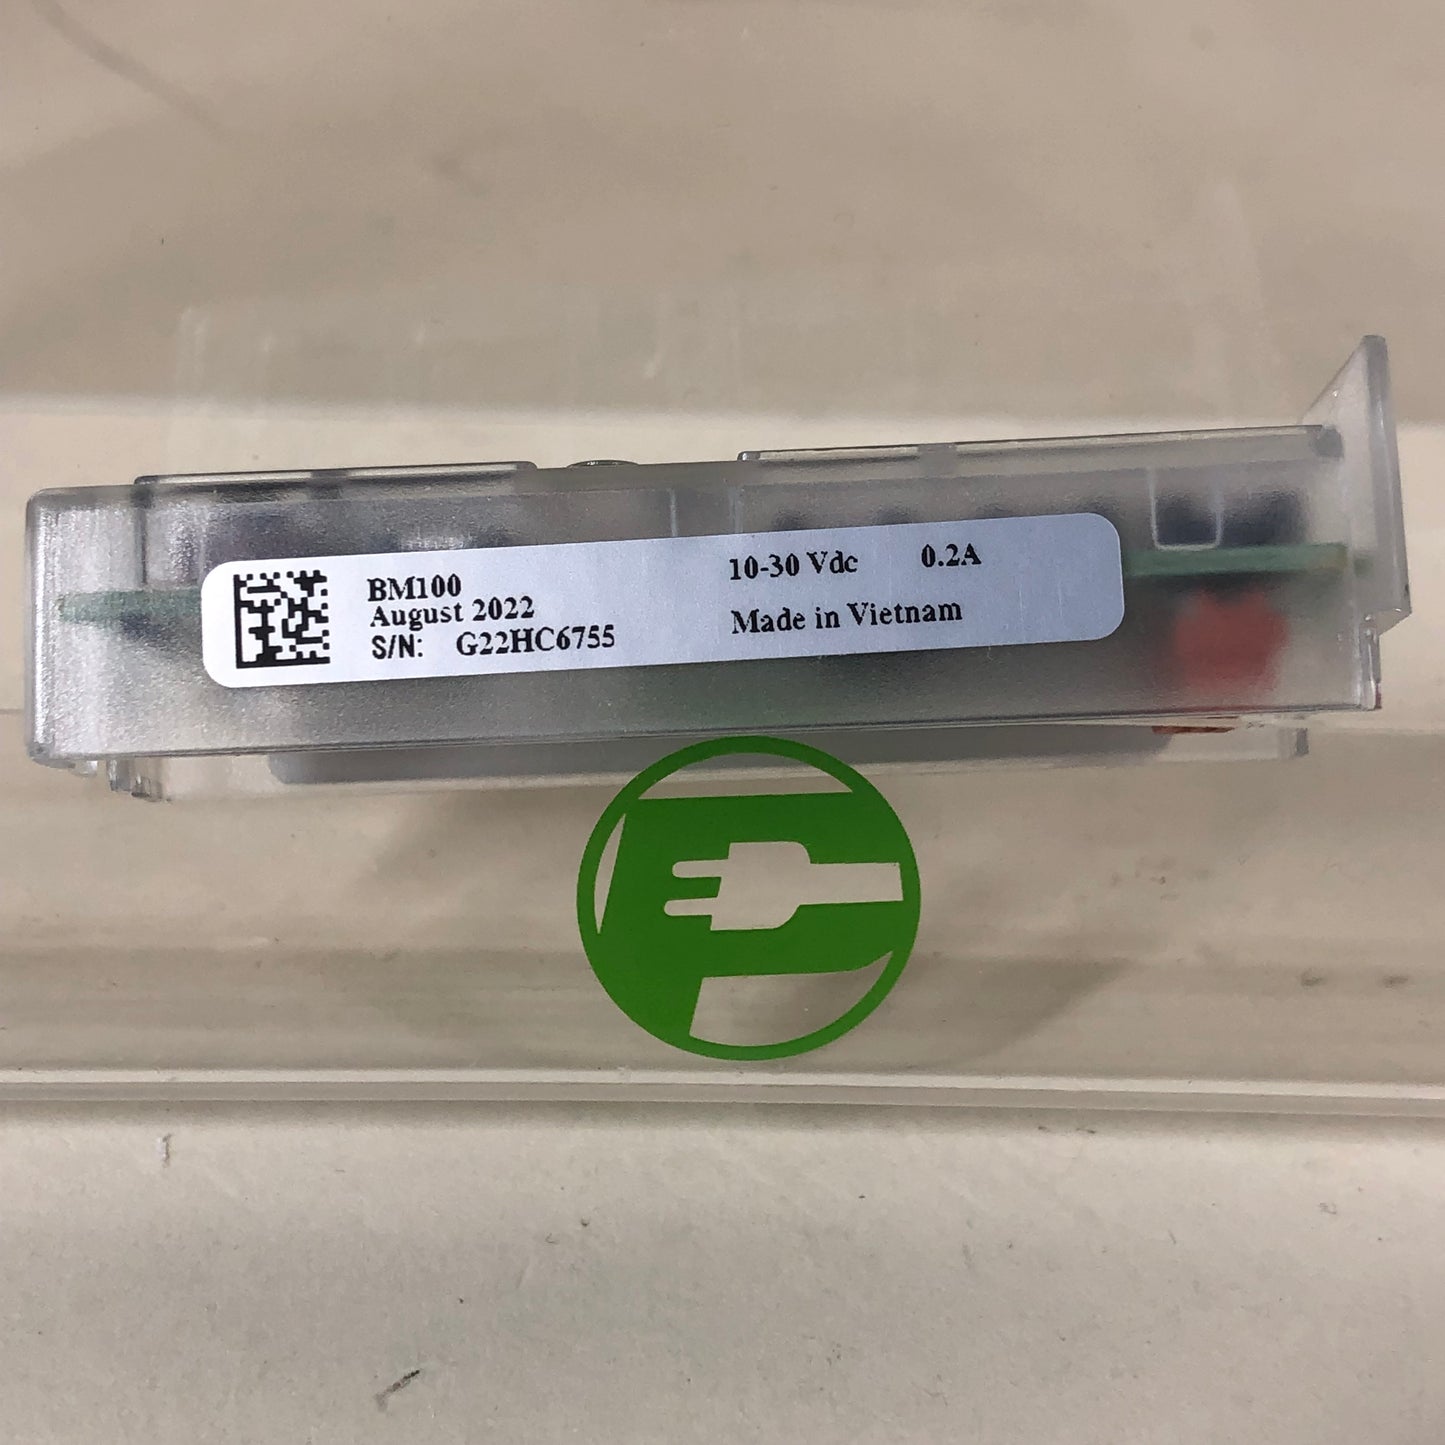 BM100
August 2022
S/N: G22HC6755
10-30 Vdc 0.2A
Made in Vietnam